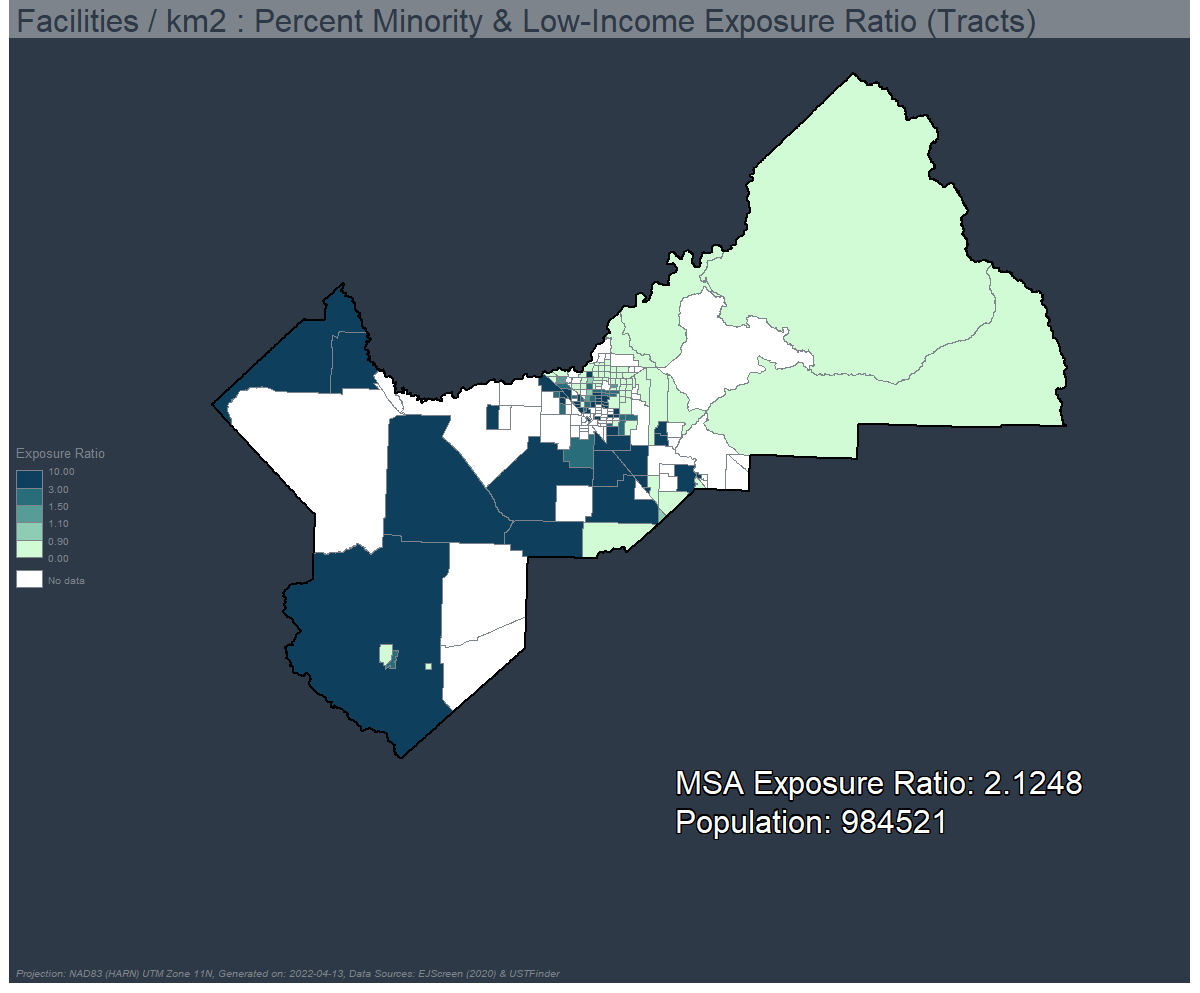 Facilities / km2 : Percent Minority & Low-Income Exposure Ratio (Tracts)
Exposure Ratio
10.00
3.00
1.50
1.10
0.90
0.00
No data
MSA Exposure Ratio: 2.1248
Population: 984521
Projection: NAD83 (HARN) UTM Zone 11N, Generated on: 2022-04-13, Data Sources: EJScreen (2020) & USTFinder